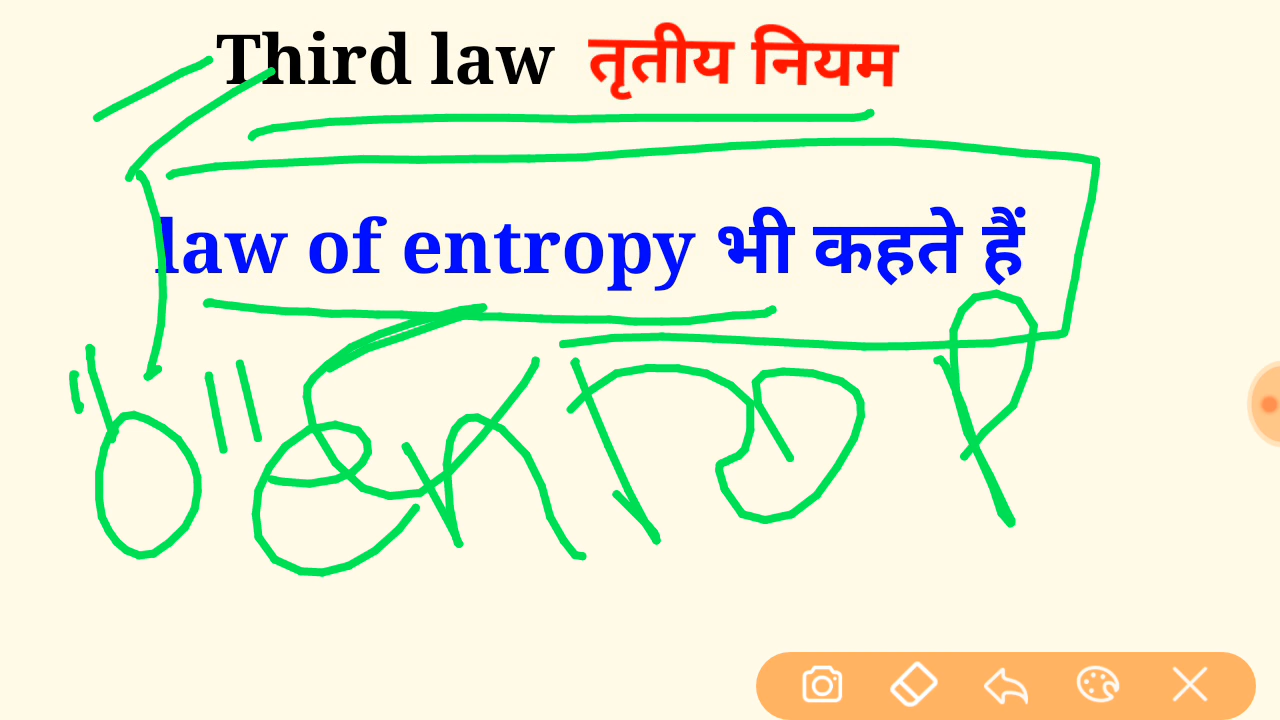 Third law तृतीय नियम
law of entropy भी कहते हैं